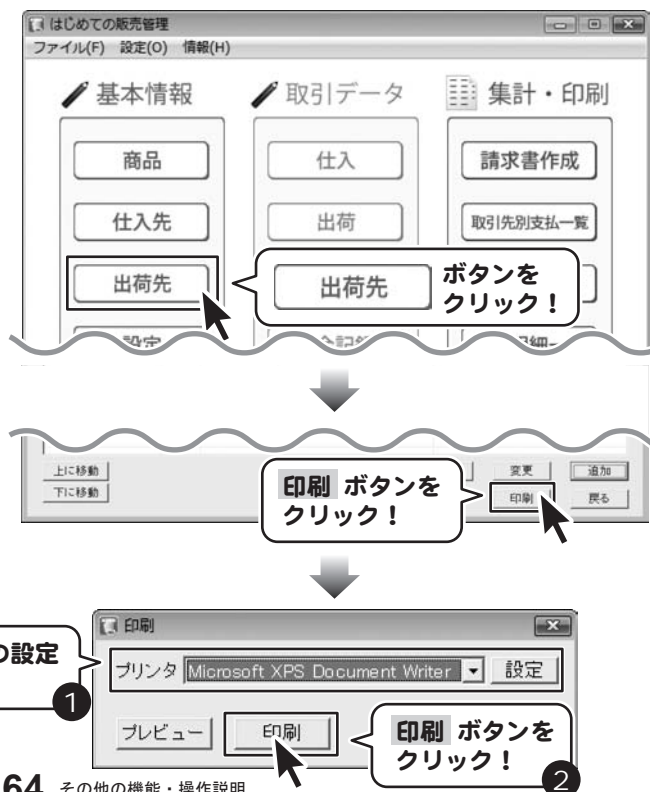 はじめての販売管理
ファイル(F) 設定(O) 情報(H)
基本情報
取引データ
集計・印刷
商品
仕入
請求書作成
仕入先
出荷
取引先別支払一覧
出荷先
出荷先
ボタンを
クリック！
設定
上に移動
下に移動
印刷 ボタンを
クリック！
変更
追加
印刷
戻る
印刷
の設定
1
プリンタ Microsoft XPS Document Writer 設定
プレビュー
印刷
印刷 ボタンを
クリック！
2
64 その他の機能・操作説明